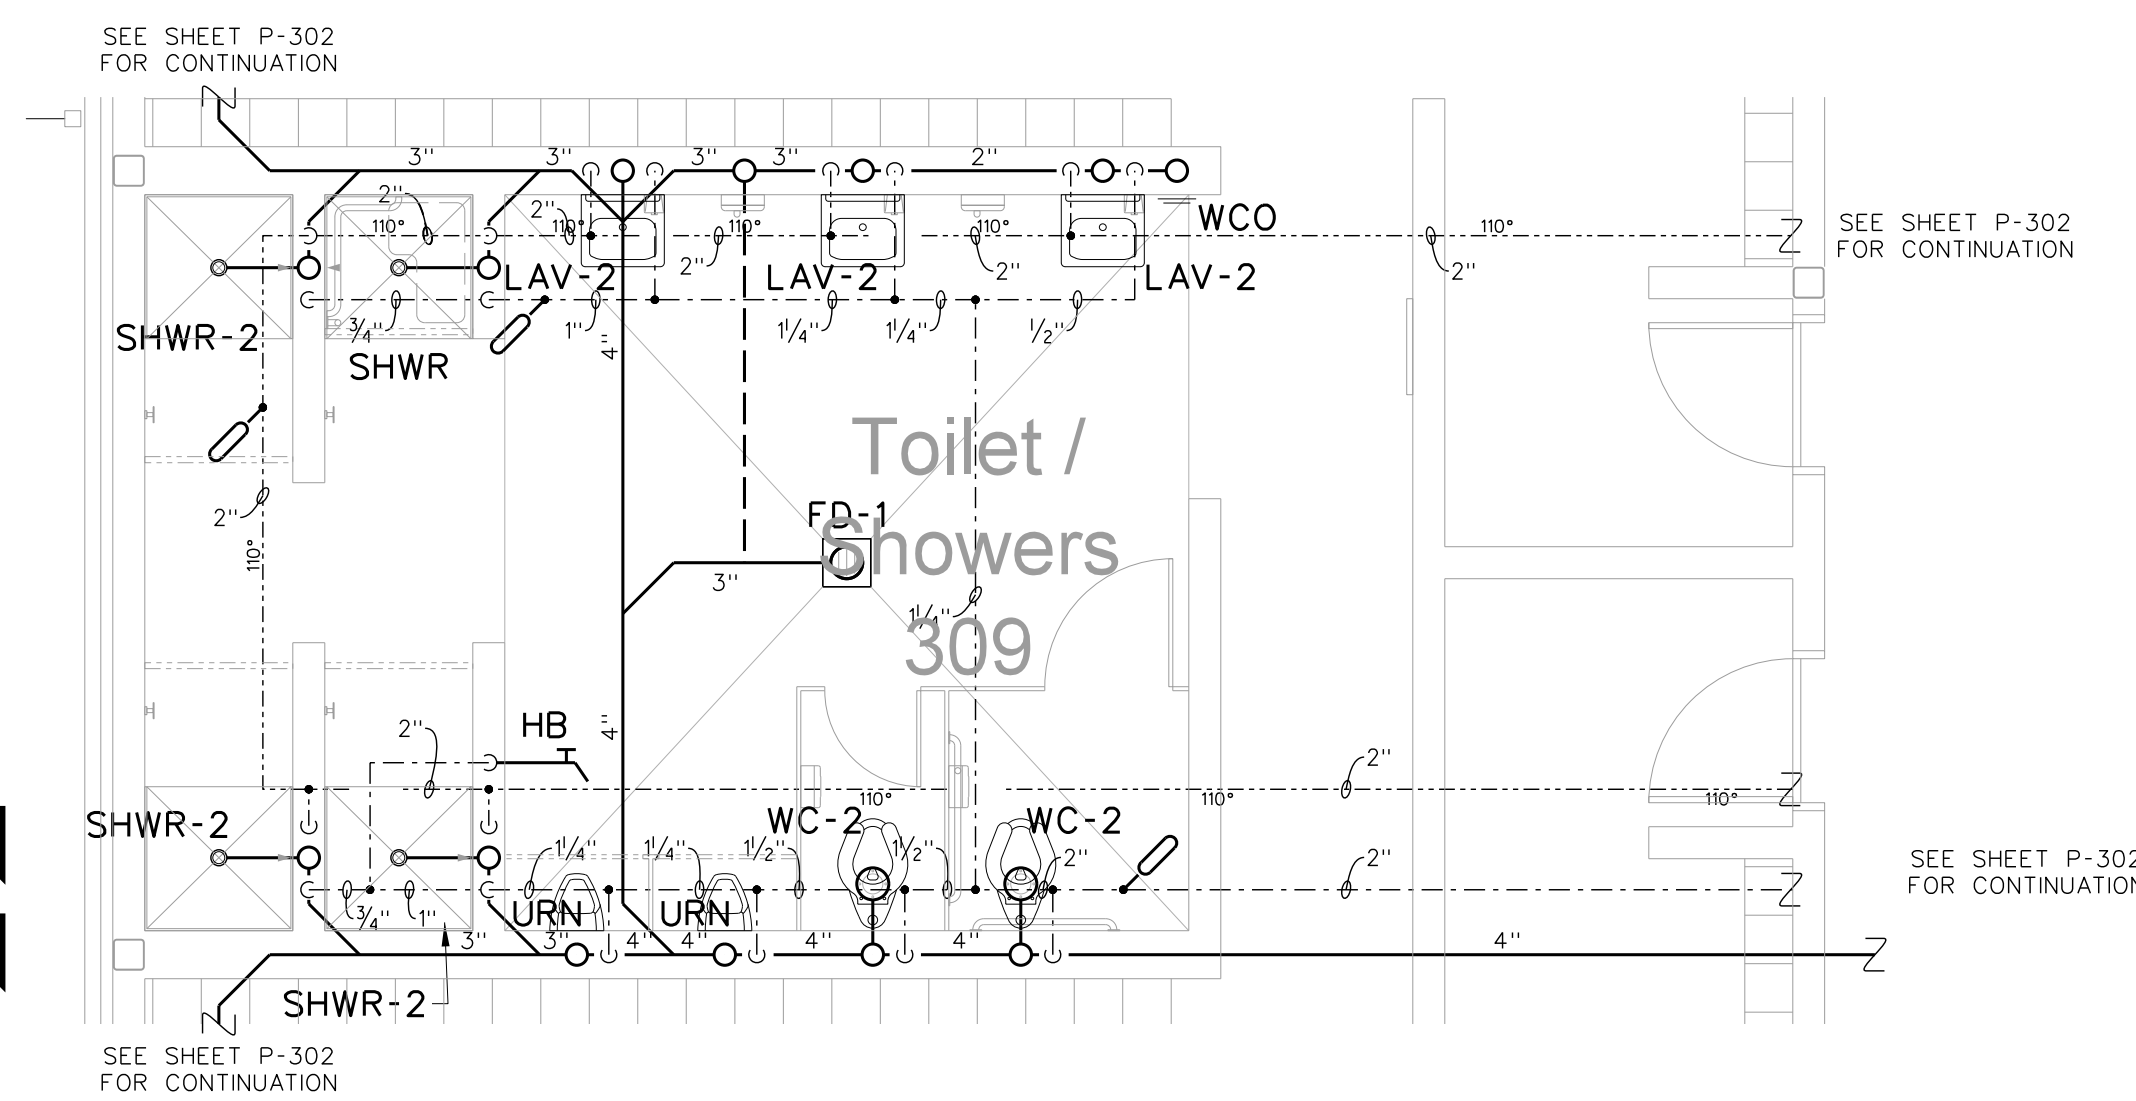 SEE SHEET P-302
FOR CONTINUATION
3"
3"
3"
3"
2"
2"
2"
110°
110°
110°
110°
110°
WCO
SEE SHEET P-302
FOR CONTINUATION
2"
2"
2"
LAV-2
LAV-2
LAV-2
3/4"
1"
1 1/4"
1 1/4"
1/2"
SHWR-2
SHWR
4"
Toilet /
Showers
309
FD-1
2"
110°
3"
1 1/4"
HB
4"
2"
2"
110°
110°
110°
SHWR-2
WC-2
WC-2
1 1/4"
1 1/4"
1 1/2"
1 1/2"
2"
2"
SEE SHEET P-302
FOR CONTINUATION
3/4"
1"
URN
URN
3"
3"
4"
4"
4"
4"
4"
SHWR-2
SEE SHEET P-302
FOR CONTINUATION